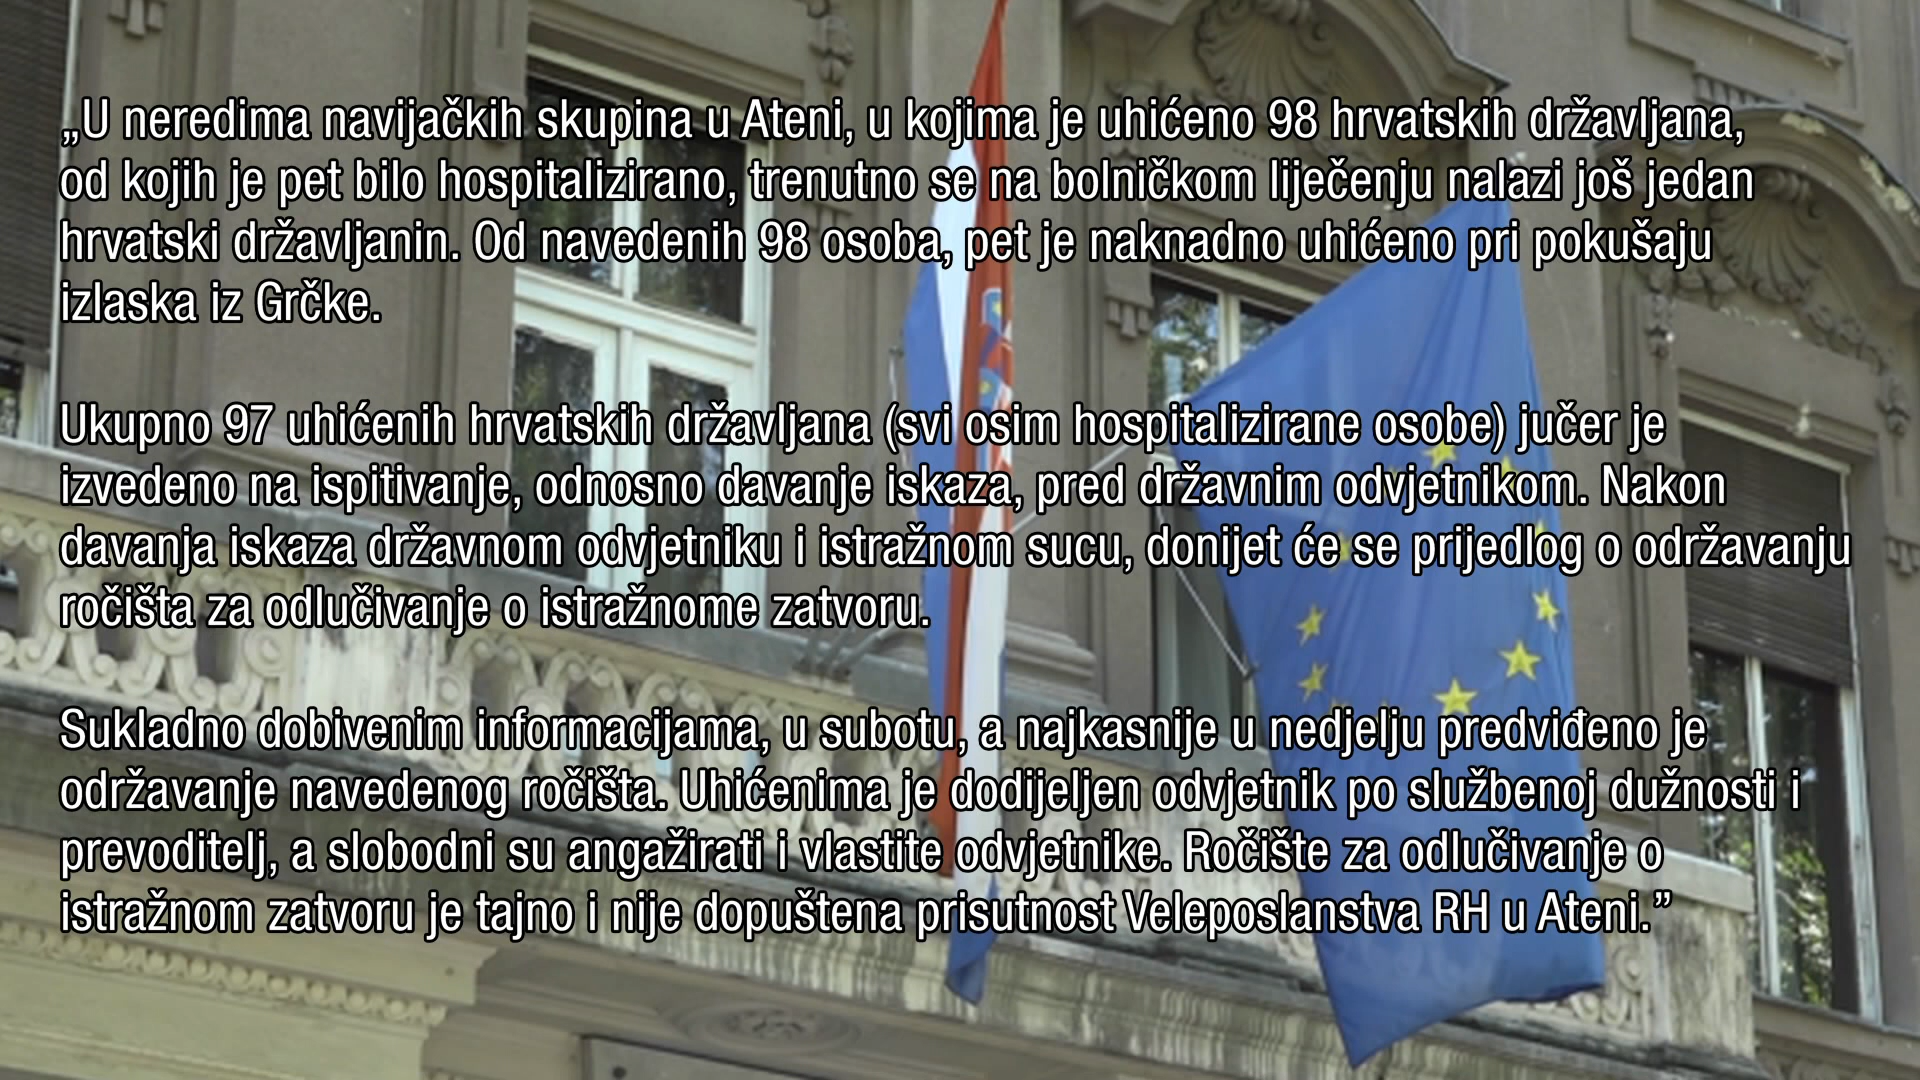 „U neredima navijačkih skupina u Ateni, u kojima je uhićeno 98 hrvatskih državljana,
od kojih je pet bilo hospitalizirano, trenutno se na bolničkom liječenju nalazi još jedan
hrvatski državljanin. Od navedenih 98 osoba, pet je naknadno uhićeno pri pokušaju
izlaska iz Grčke.
Ukupno 97 uhićenih hrvatskih državljana (svi osim hospitalizirane osobe) jučer je
izvedeno na ispitivanje, odnosno davanje iskaza, pred državnim odvjetnikom. Nakon
davanja iskaza državnom odvjetniku i istražnom sucu, donijet će se prijedlog o održavanju
ročišta za odlučivanje o istražnome zatvoru.
Sukladno dobivenim informacijama, u subotu, a najkasnije u nedjelju predviđeno je
održavanje navedenog ročišta. Uhićenima je dodijeljen odvjetnik po službenoj dužnosti i
prevoditelj, a slobodni su angažirati i vlastite odvjetnike. Ročište za odlučivanje o
istražnom zatvoru je tajno i nije dopuštena prisutnost Veleposlanstva RH u Ateni.”